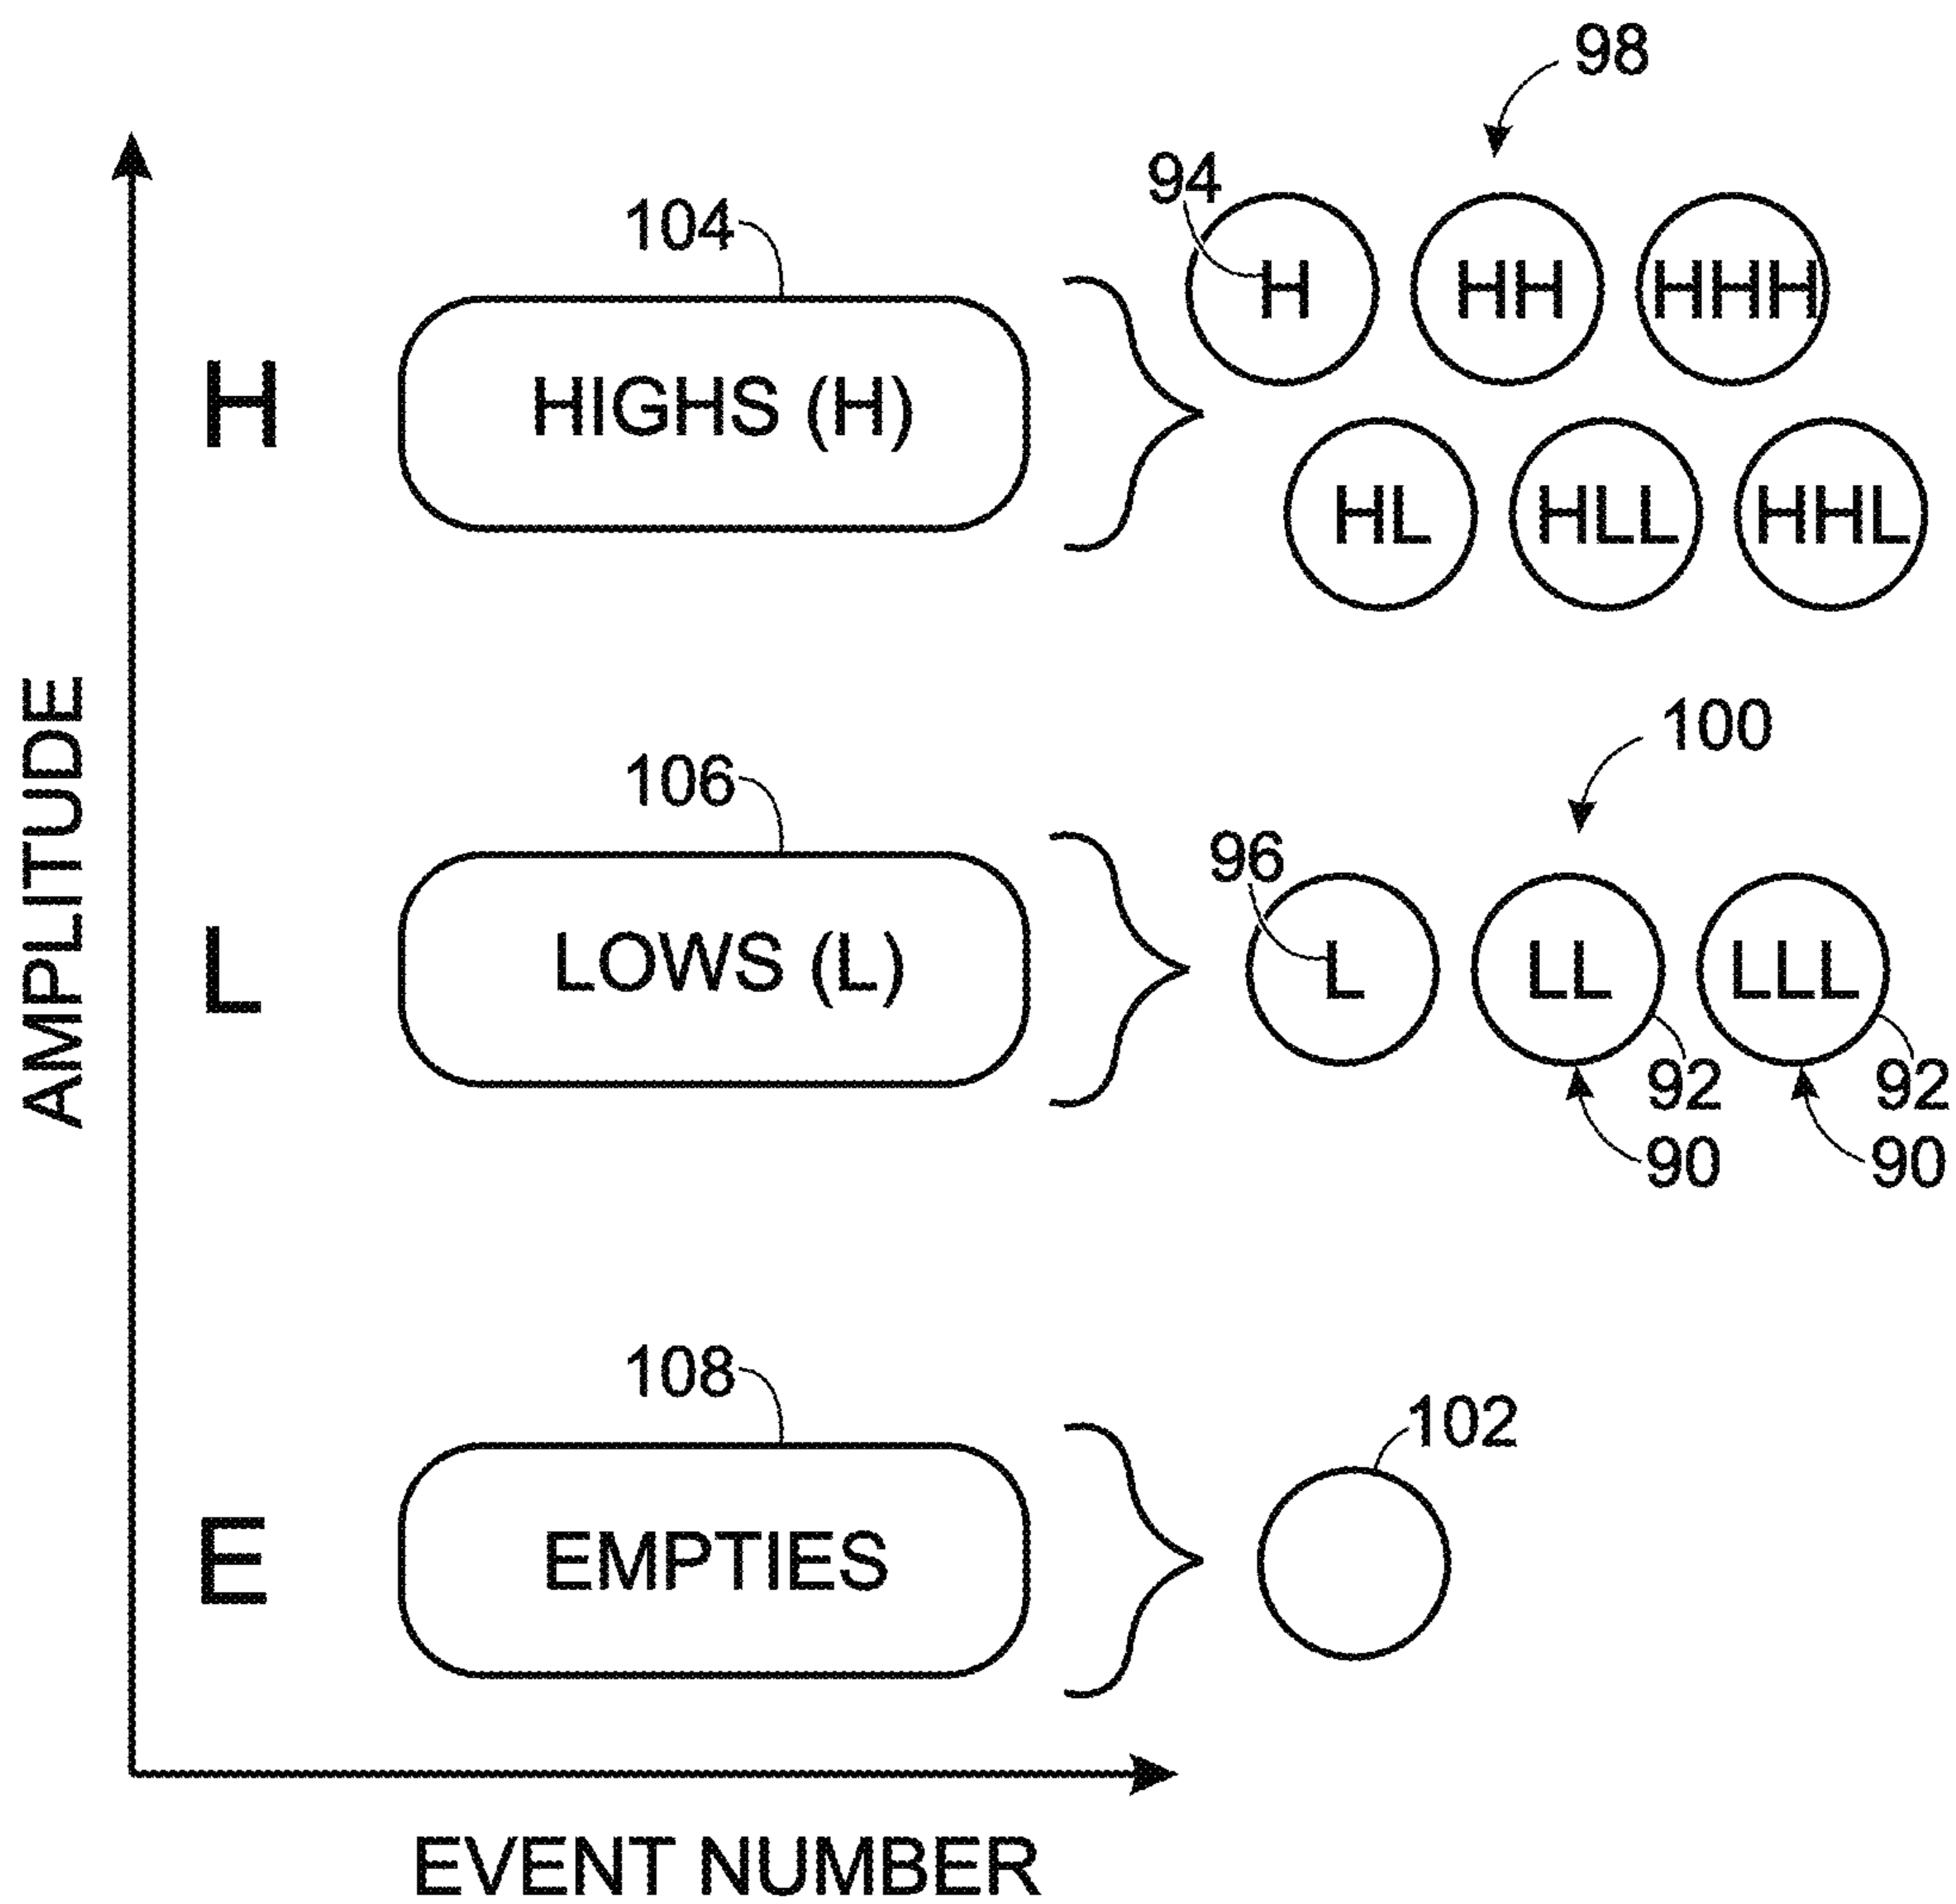 98
94
104
H HH HHH
H
HIGHS (H)
HL HLL HHL
100
106
96
AMPLITUDE
L
LOWS (L)
L LL LLL
92 92
90 90
108
102
E
EMPTIES
EVENT NUMBER